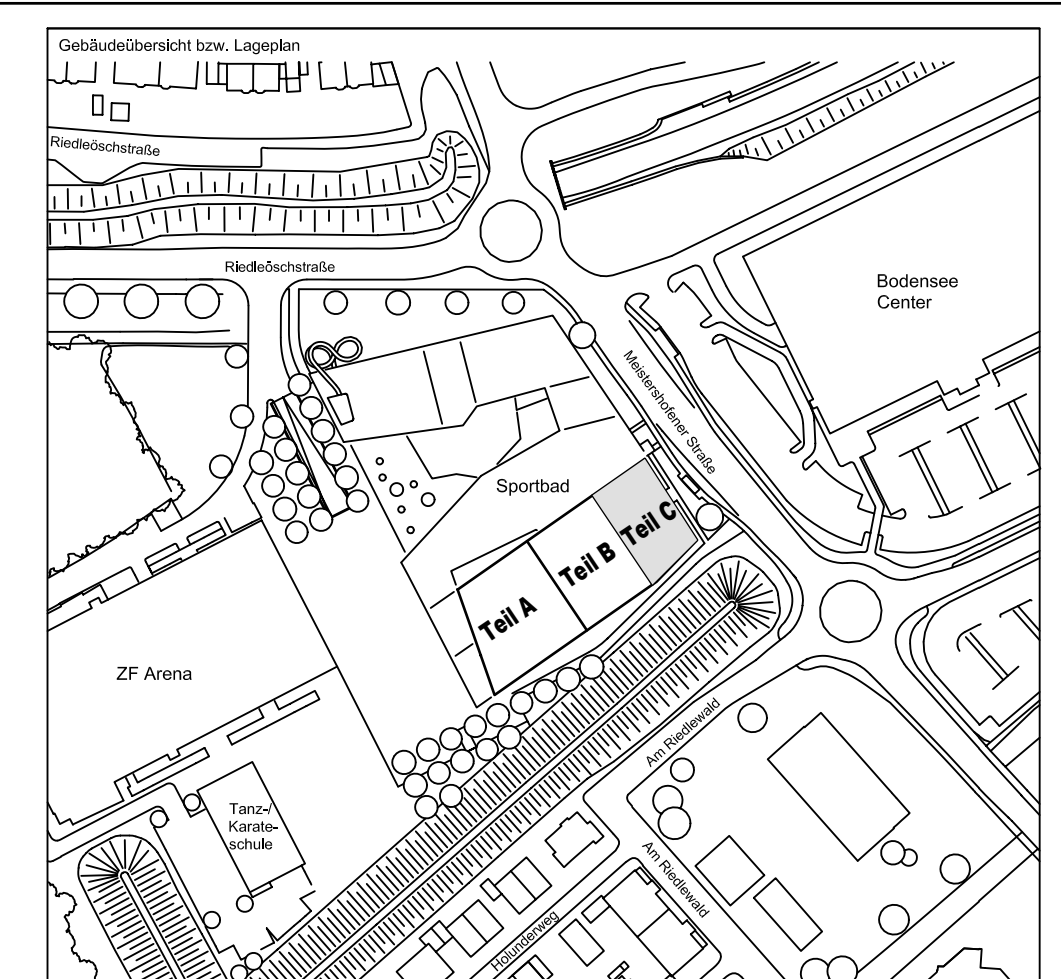 Gebäudeübersicht bzw. Lageplan
Riedleöschstraße
Riedleöschstraße
Bodensee
Center
Meistershofener Straße
Sportbad
Teil C
Teil B
Teil A
ZF Arena
Am Riedlewald
Tanz-/
Karate-
schule
Am Riedlewald
Holunderweg